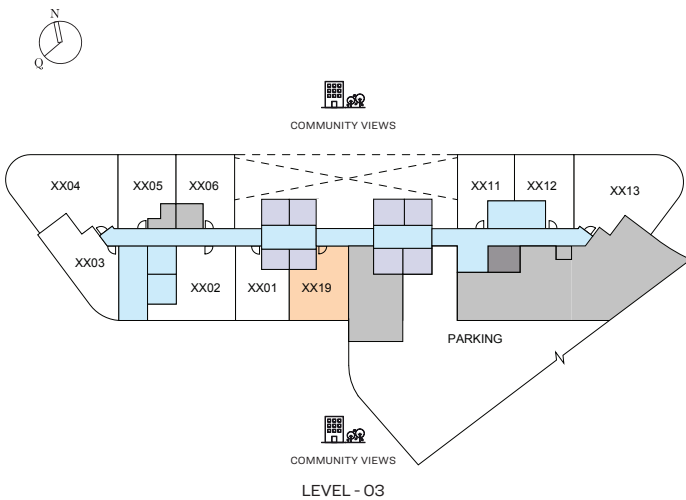 N
Q
COMMUNITY VIEWS
XX04 XX05 XX06 XX11 XX12 XX13
XX03 XX02 XX01 XX19
PARKING
N
COMMUNITY VIEWS
LEVEL - 03